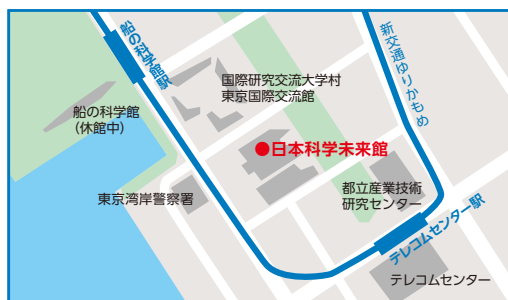 船の科学館駅
新交通ゆりかもめ
国際研究交流大学村
東京国際交流館
船の科学館
(休館中)
●日本科学未来館
東京湾岸警察署
都立産業技術
研究センター
テレコムセンター駅
テレコムセンター